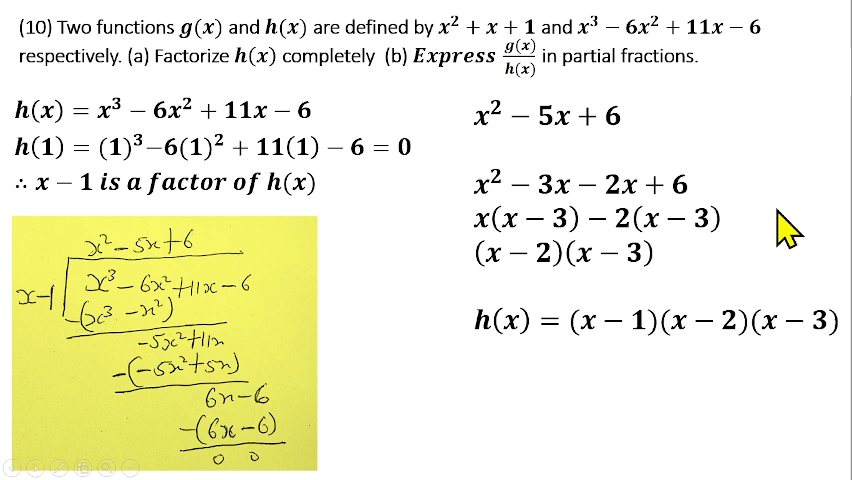 (10) Two functions g(x) and h(x) are defined by x² + x + 1 and x³ − 6x² + 11x − 6
respectively. (a) Factorize h(x) completely (b) Express g(x)/h(x) in partial fractions.
h(x) = x³ − 6x² + 11x − 6
h(1) = (1)³−6(1)² + 11(1) − 6 = 0
∴ x − 1 is a factor of h(x)
x² − 5x + 6
x − 1 | x³ − 6x² + 11x − 6
−(x³ − x²)
−5x² + 11x
−(−5x² + 5x)
6x − 6
−(6x − 6)
0 0
x² − 5x + 6
x² − 3x − 2x + 6
x(x − 3) − 2(x − 3)
(x − 2)(x − 3)
h(x) = (x − 1)(x − 2)(x − 3)